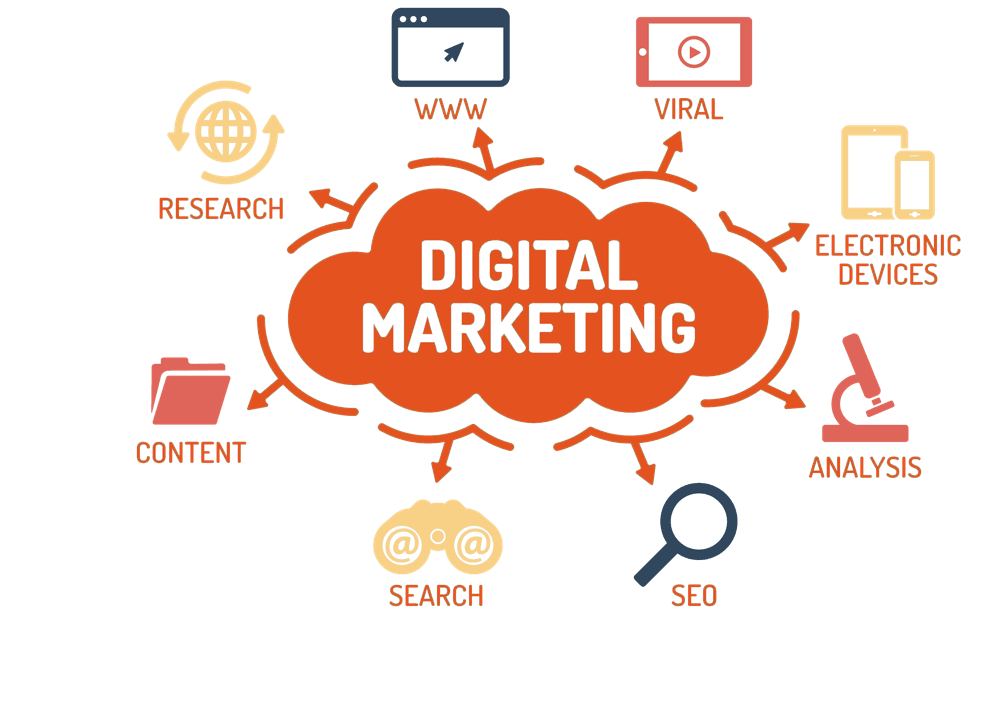 WWW
VIRAL
RESEARCH
ELECTRONIC
DEVICES
DIGITAL
MARKETING
CONTENT
ANALYSIS
@ @
SEARCH
SEO